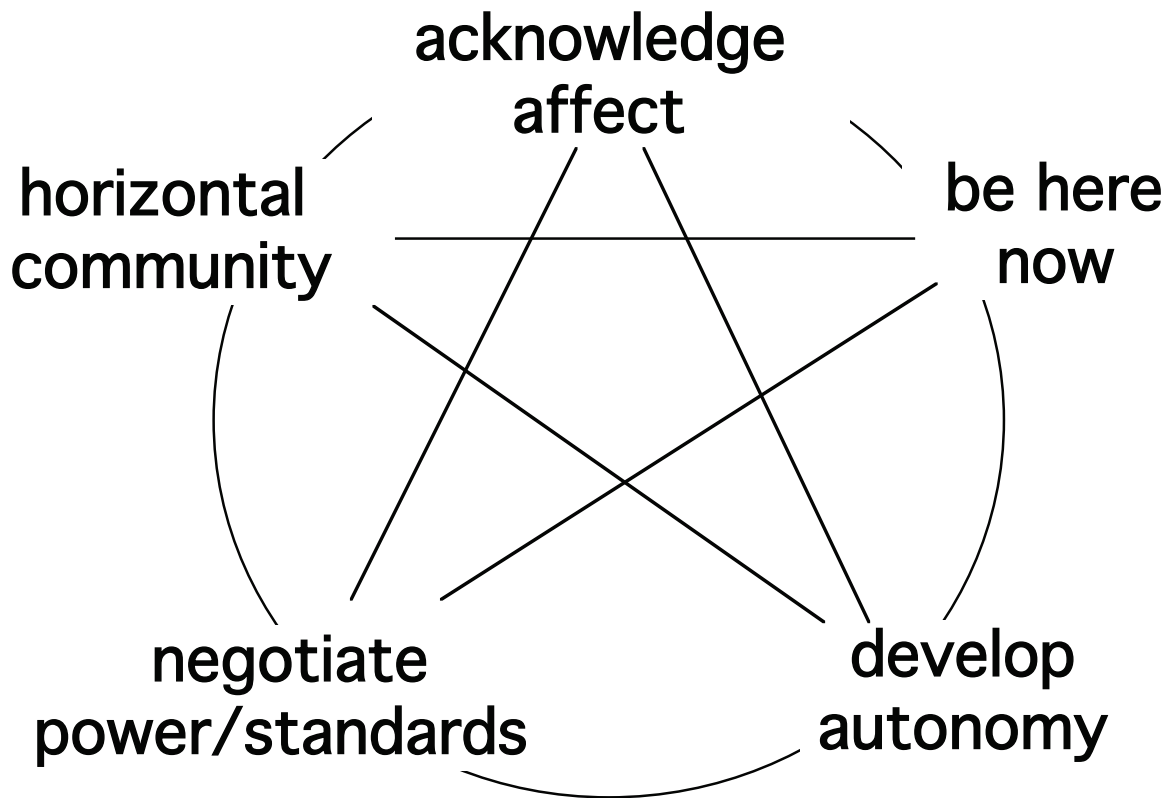 acknowledge
affect
horizontal
community
be here
now
negotiate
power/standards
develop
autonomy